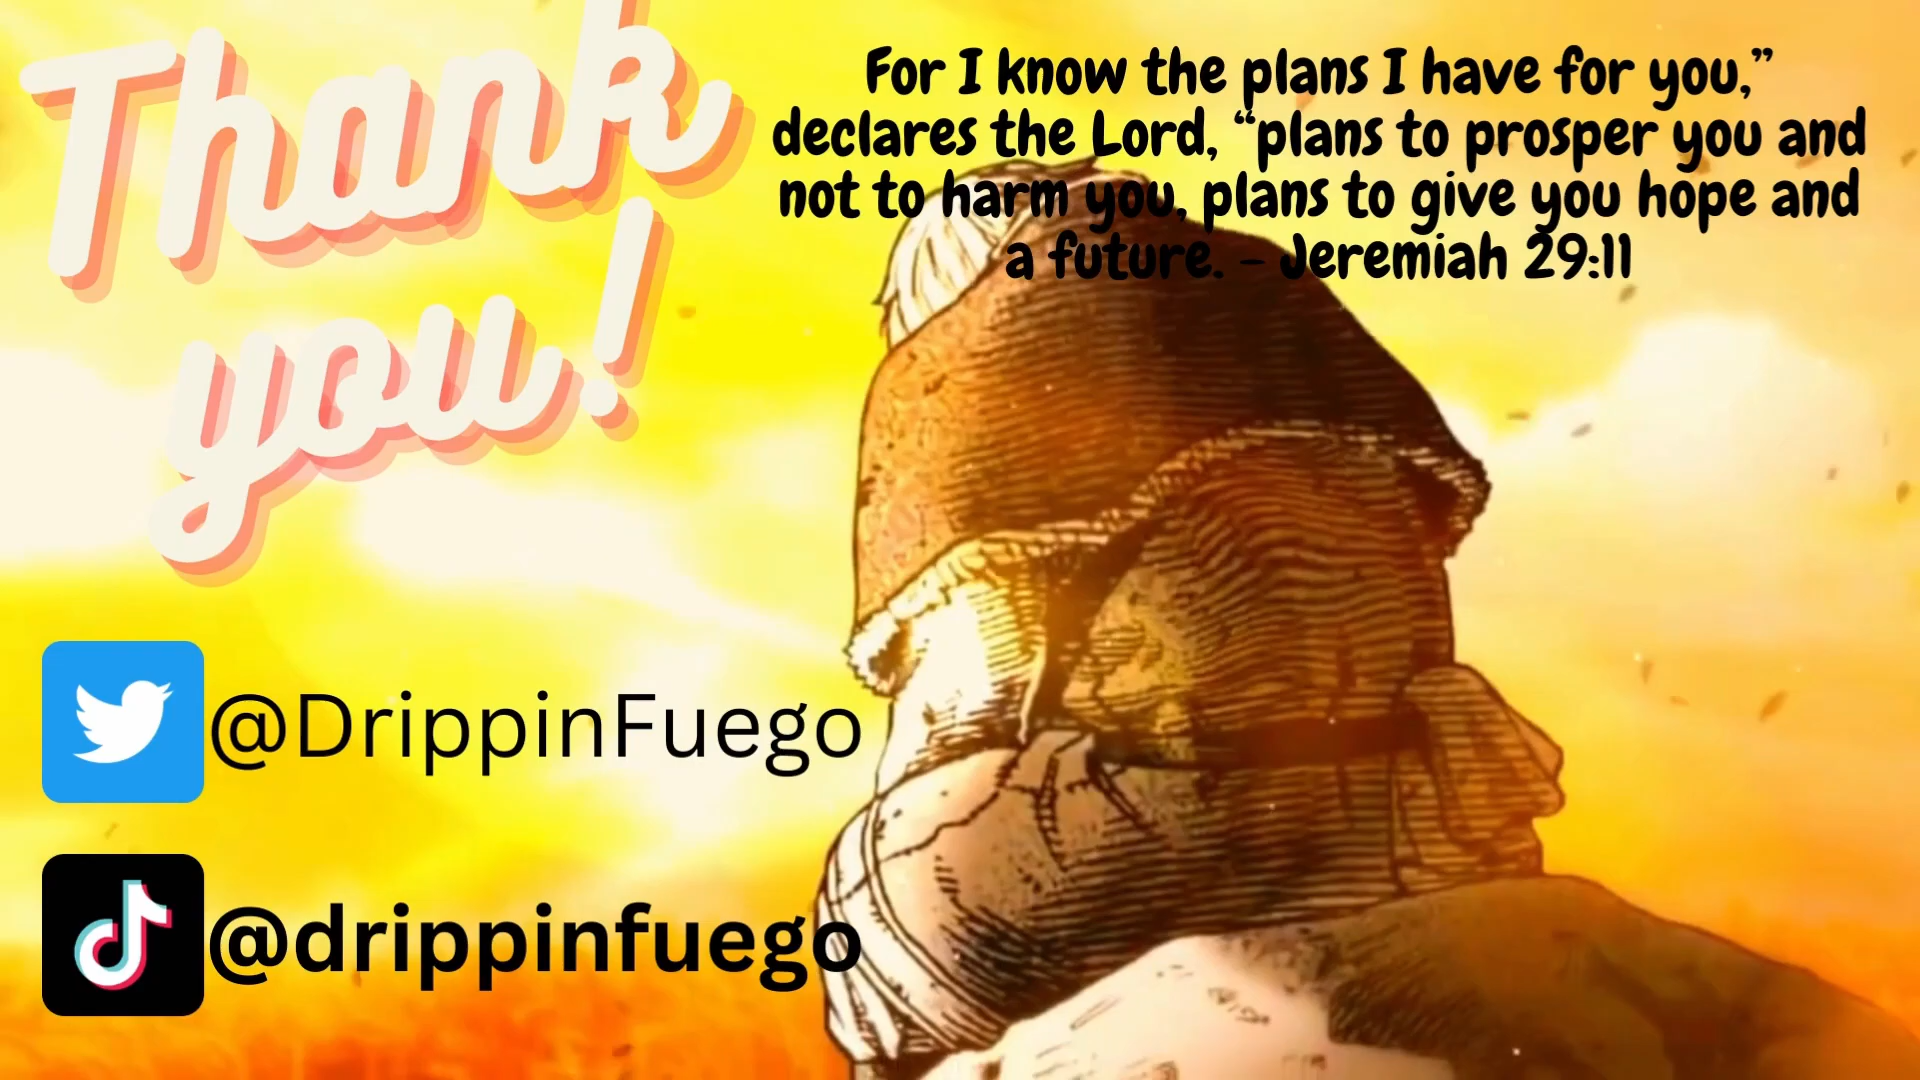 Thank
you!
For I know the plans I have for you,”
declares the Lord, “plans to prosper you and
not to harm you, plans to give you hope and
a future. - Jeremiah 29:11
@DrippinFuego
@drippinfuego